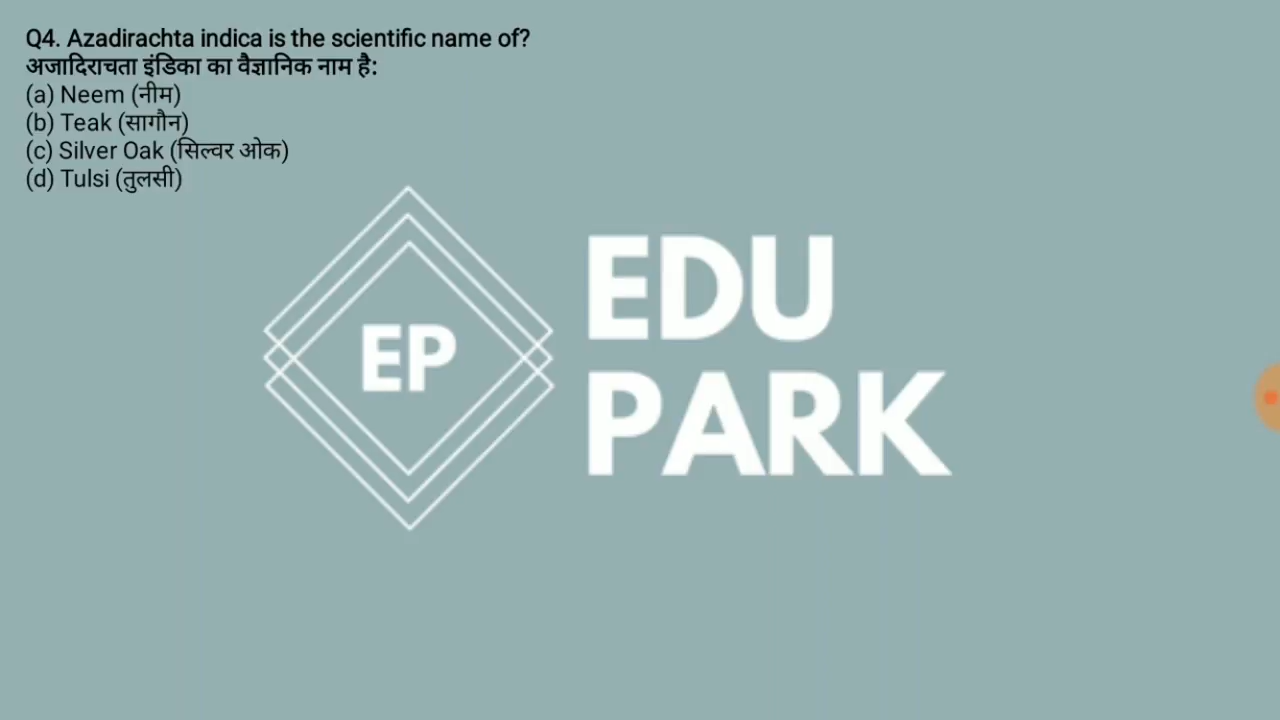 Q4. Azadirachta indica is the scientific name of?
अजादिराचता इंडिका का वैज्ञानिक नाम है:
(a) Neem (नीम)
(b) Teak (सागौन)
(c) Silver Oak (सिल्वर ओक)
(d) Tulsi (तुलसी)
EP
EDU
PARK